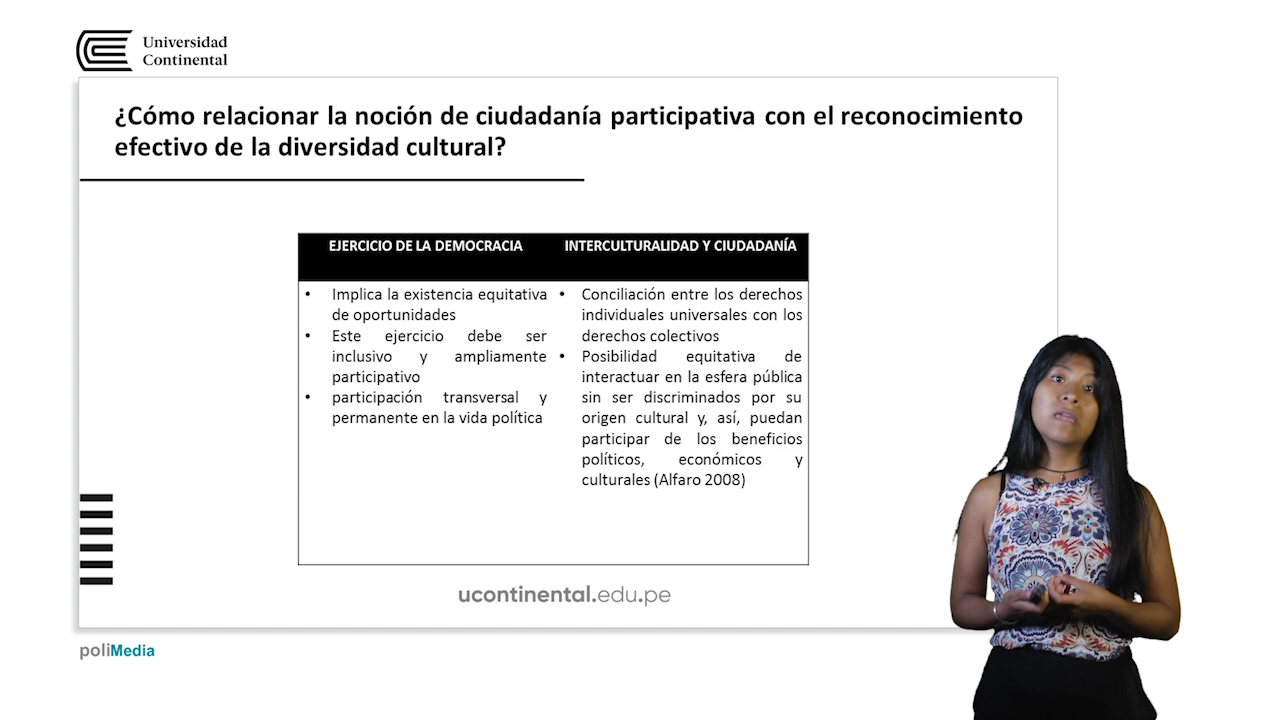 Universidad
Continental
¿Cómo relacionar la noción de ciudadanía participativa con el reconocimiento
efectivo de la diversidad cultural?
EJERCICIO DE LA DEMOCRACIA
• Implica la existencia equitativa
de oportunidades
• Este ejercicio debe ser
inclusivo y ampliamente
participativo
• participación transversal y
permanente en la vida política
INTERCULTURALIDAD Y CIUDADANÍA
• Conciliación entre los derechos
individuales universales con los
derechos colectivos
• Posibilidad equitativa de
interactuar en la esfera pública
sin ser discriminados por su
origen cultural y, así, puedan
participar de los beneficios
políticos, económicos y
culturales (Alfaro 2008)
ucontinental.edu.pe
poliMedia